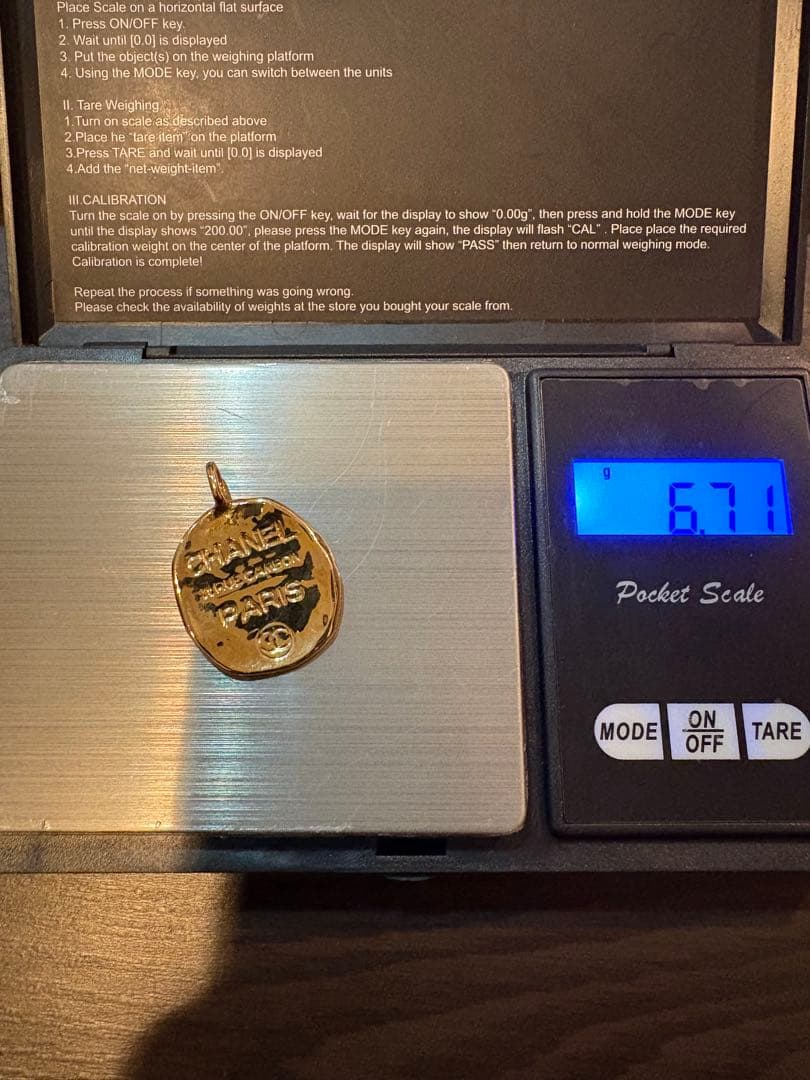 Place Scale on a horizontal flat surface
1. Press ON/OFF key.
2. Wait until [0.0] is displayed
3. Put the object(s) on the weighing platform
4. Using the MODE key, you can switch between the units
II. Tare Weighing
1.Turn on scale as described above
2.Place he "tare item" on the platform
3.Press TARE and wait until [0.0] is displayed
4.Add the "net-weight-item".
III.CALIBRATION
Turn the scale on by pressing the ON/OFF key, wait for the display to show "0.00g", then press and hold the MODE key
until the display shows "200.00", please press the MODE key again, the display will flash "CAL" . Place place the required
calibration weight on the center of the platform. The display will show "PASS" then return to normal weighing mode.
Calibration is complete!
Repeat the process if something was going wrong.
Please check the availability of weights at the store you bought your scale from.
CHANEL
RUE CAMBON
PARIS
g
6.71
Pocket Scale
MODE
ON
OFF
TARE